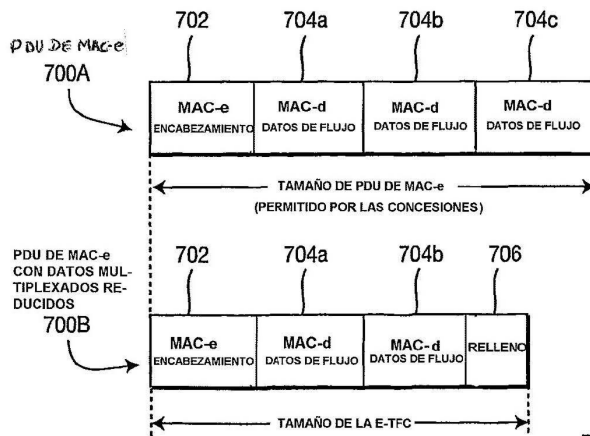 PDU DE MAC-e
700A
702 704a 704b 704c
MAC-e MAC-d MAC-d MAC-d
ENCABEZAMIENTO DATOS DE FLUJO DATOS DE FLUJO DATOS DE FLUJO
TAMAÑO DE PDU DE MAC-e
(PERMITIDO POR LAS CONCESIONES)
PDU DE MAC-e
CON DATOS MUL-
TIPLEXADOS RE-
DUCIDOS
700B
702 704a 704b 706
MAC-e MAC-d MAC-d RELLENO
ENCABEZAMIENTO DATOS DE FLUJO DATOS DE FLUJO
TAMAÑO DE LA E-TFC